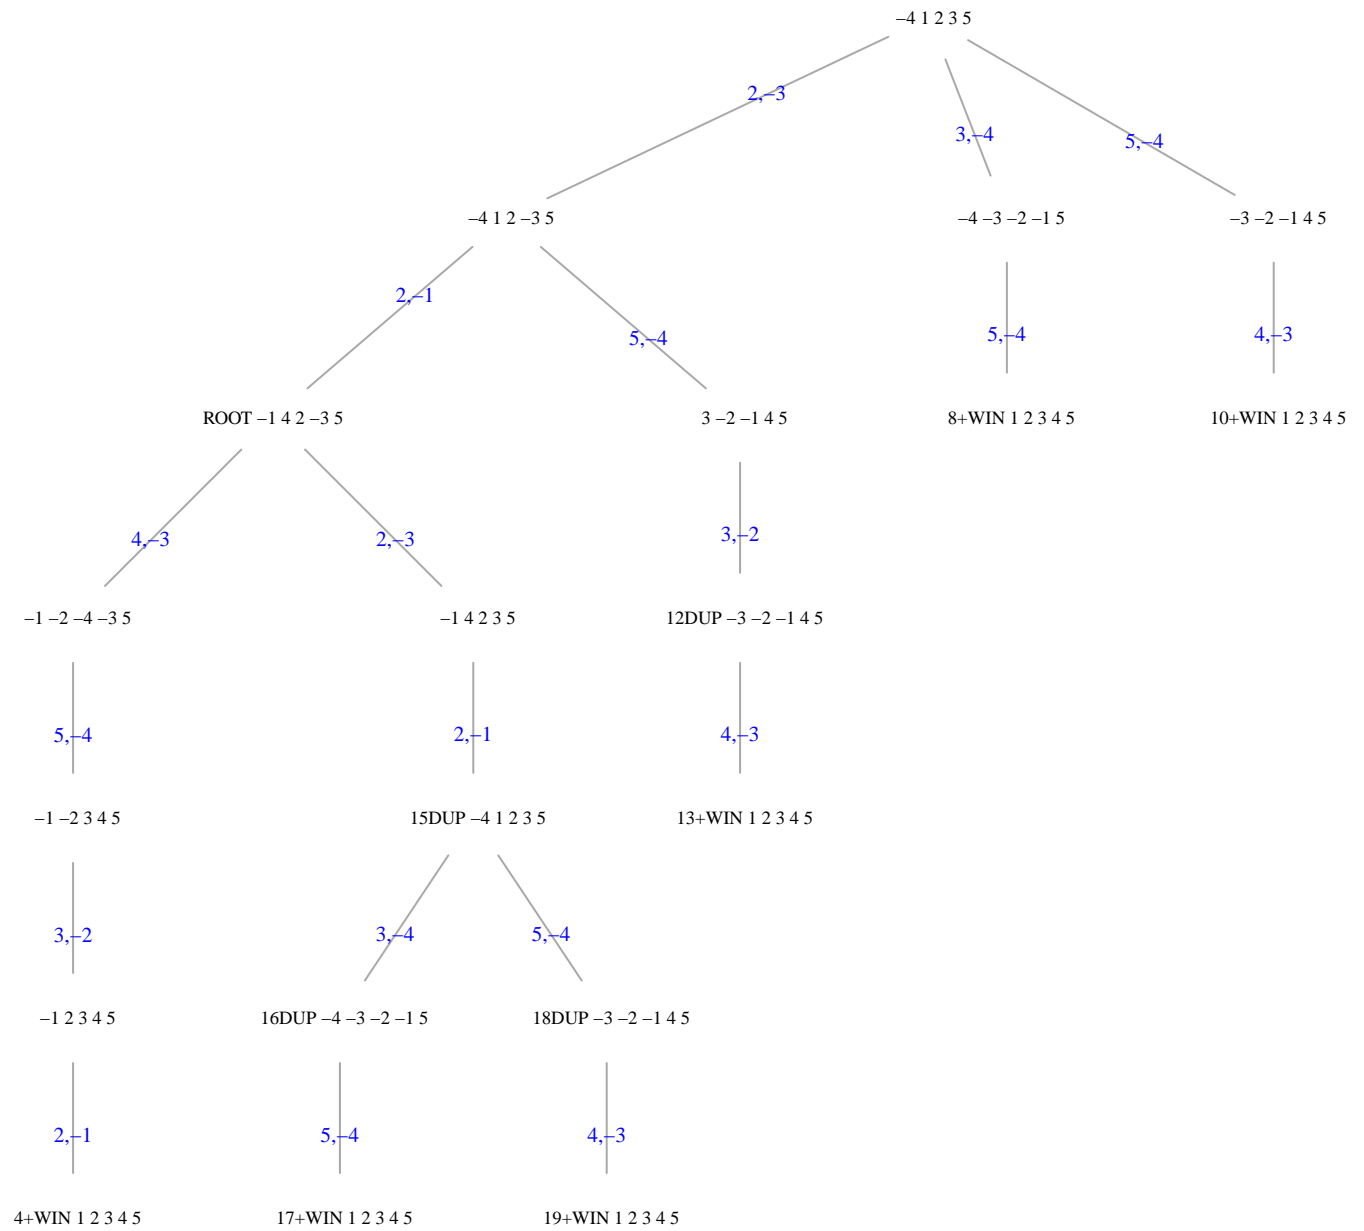 –4 1 2 3 5
2,–3
3,–4
5,–4
–4 1 2 –3 5
–4 –3 –2 –1 5
–3 –2 –1 4 5
2,–1
5,–4
5,–4
4,–3
ROOT –1 4 2 –3 5
3 –2 –1 4 5
8+WIN 1 2 3 4 5
10+WIN 1 2 3 4 5
4,–3
2,–3
3,–2
–1 –2 –4 –3 5
–1 4 2 3 5
12DUP –3 –2 –1 4 5
5,–4
2,–1
4,–3
–1 –2 3 4 5
15DUP –4 1 2 3 5
13+WIN 1 2 3 4 5
3,–2
3,–4
5,–4
–1 2 3 4 5
16DUP –4 –3 –2 –1 5
18DUP –3 –2 –1 4 5
2,–1
5,–4
4,–3
4+WIN 1 2 3 4 5
17+WIN 1 2 3 4 5
19+WIN 1 2 3 4 5